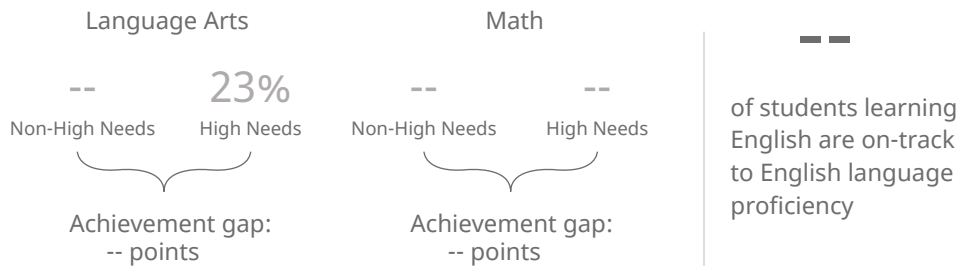 Language Arts
Math
--
23%
--
--
--
Non-High Needs
High Needs
Non-High Needs
High Needs
of students learning
English are on-track
to English language
proficiency
Achievement gap:
-- points
Achievement gap:
-- points